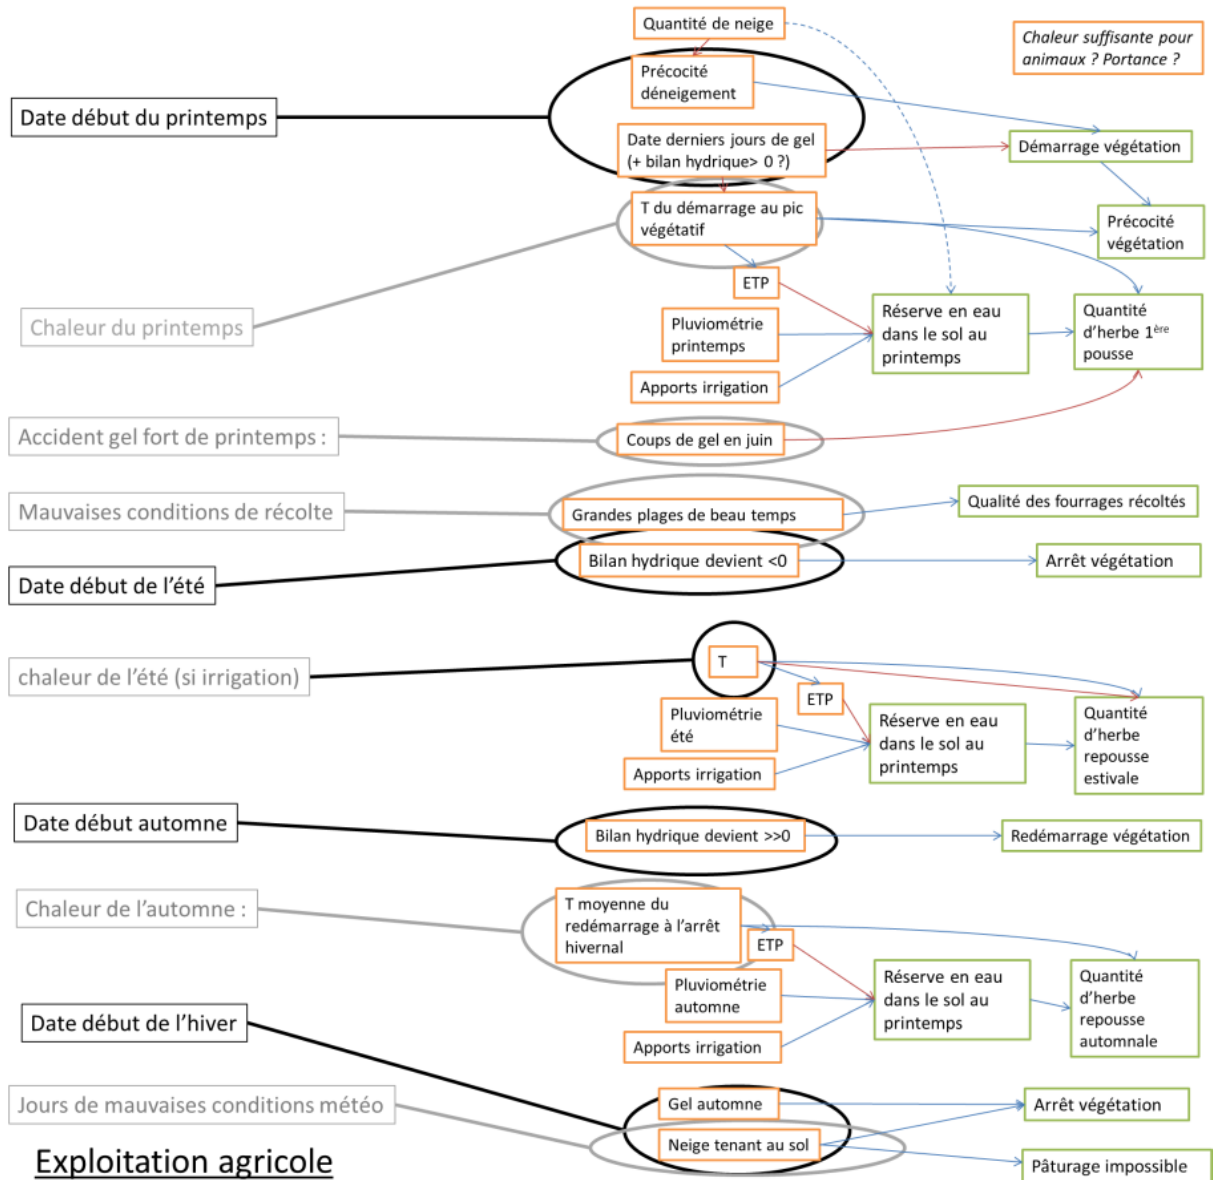 Quantité de neige
Chaleur suffisante pour
animaux ? Portance ?
Précocité
déneigement
Date début du printemps
Date derniers jours de gel
(+ bilan hydrique> 0 ?)
Démarrage végétation
T du démarrage au pic
végétatif
Précocité
végétation
ETP
Chaleur du printemps
Pluviométrie
printemps
Réserve en eau
dans le sol au
printemps
Quantité
d'herbe 1ère
pousse
Apports irrigation
Accident gel fort de printemps :
Coups de gel en juin
Mauvaises conditions de récolte
Grandes plages de beau temps
Qualité des fourrages récoltés
Date début de l'été
Bilan hydrique devient <0
Arrêt végétation
chaleur de l'été (si irrigation)
T
ETP
Pluviométrie
été
Réserve en eau
dans le sol au
printemps
Quantité
d'herbe
repousse
estivale
Apports irrigation
Date début automne
Bilan hydrique devient >>0
Redémarrage végétation
Chaleur de l'automne :
T moyenne du
redémarrage à l'arrêt
hivernal
ETP
Pluviométrie
automne
Réserve en eau
dans le sol au
printemps
Quantité
d'herbe
repousse
automnale
Apports irrigation
Date début de l'hiver
Jours de mauvaises conditions météo
Gel automne
Arrêt végétation
Neige tenant au sol
Pâturage impossible
Exploitation agricole